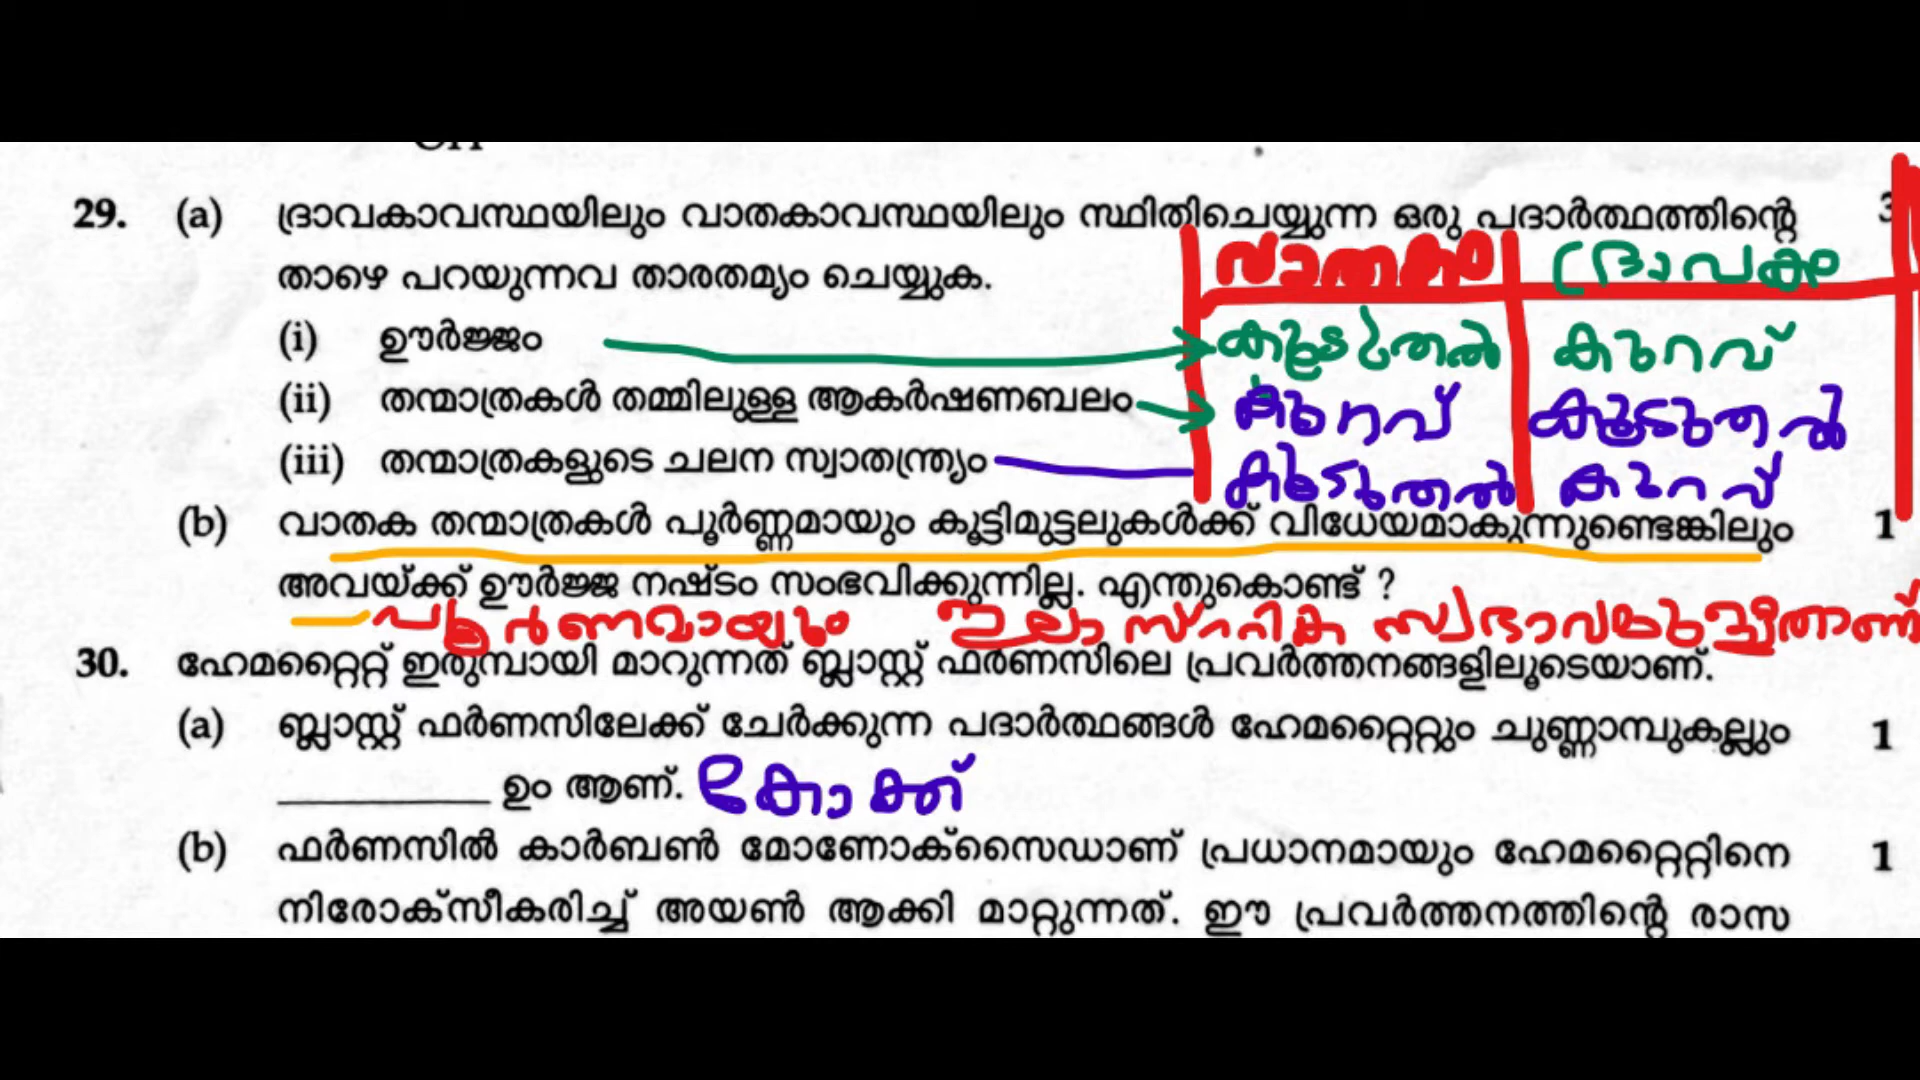 29. (a) ദ്രാവകാവസ്ഥയിലും വാതകാവസ്ഥയിലും സ്ഥിതിചെയ്യുന്ന ഒരു പദാർത്ഥത്തിന്റെ 3
താഴെ പറയുന്നവ താരതമ്യം ചെയ്യുക. വാതകം ദ്രാവകം
(i) ഊർജ്ജം കൂടുതൽ കുറവ്
(ii) തന്മാത്രകൾ തമ്മിലുള്ള ആകർഷണബലം കുറവ് കൂടുതൽ
(iii) തന്മാത്രകളുടെ ചലന സ്വാതന്ത്ര്യം കൂടുതൽ കുറവ്
(b) വാതക തന്മാത്രകൾ പൂർണ്ണമായും കൂട്ടിമുട്ടലുകൾക്ക് വിധേയമാകുന്നുണ്ടെങ്കിലും 1
അവയ്ക്ക് ഊർജ്ജ നഷ്ടം സംഭവിക്കുന്നില്ല. എന്തുകൊണ്ട് ?
പൂർണമായും ഇലാസ്റ്റിക
30. ഹേമറ്റൈറ്റ് ഇരുമ്പായി മാറുന്നത് ബ്ലാസ്റ്റ് ഫർണസിലെ പ്രവർത്തനങ്ങളിലൂടെയാണ്.
(a) ബ്ലാസ്റ്റ് ഫർണസിലേക്ക് ചേർക്കുന്ന പദാർത്ഥങ്ങൾ ഹേമറ്റൈറ്റും ചുണ്ണാമ്പുകല്ലും 1
__________ ഉം ആണ്. കോക്ക്
(b) ഫർണസിൽ കാർബൺ മോണോക്സൈഡാണ് പ്രധാനമായും ഹേമറ്റൈറ്റിനെ 1
നിരോക്സീകരിച്ച് അയൺ ആക്കി മാറ്റുന്നത്. ഈ പ്രവർത്തനത്തിന്റെ രാസ